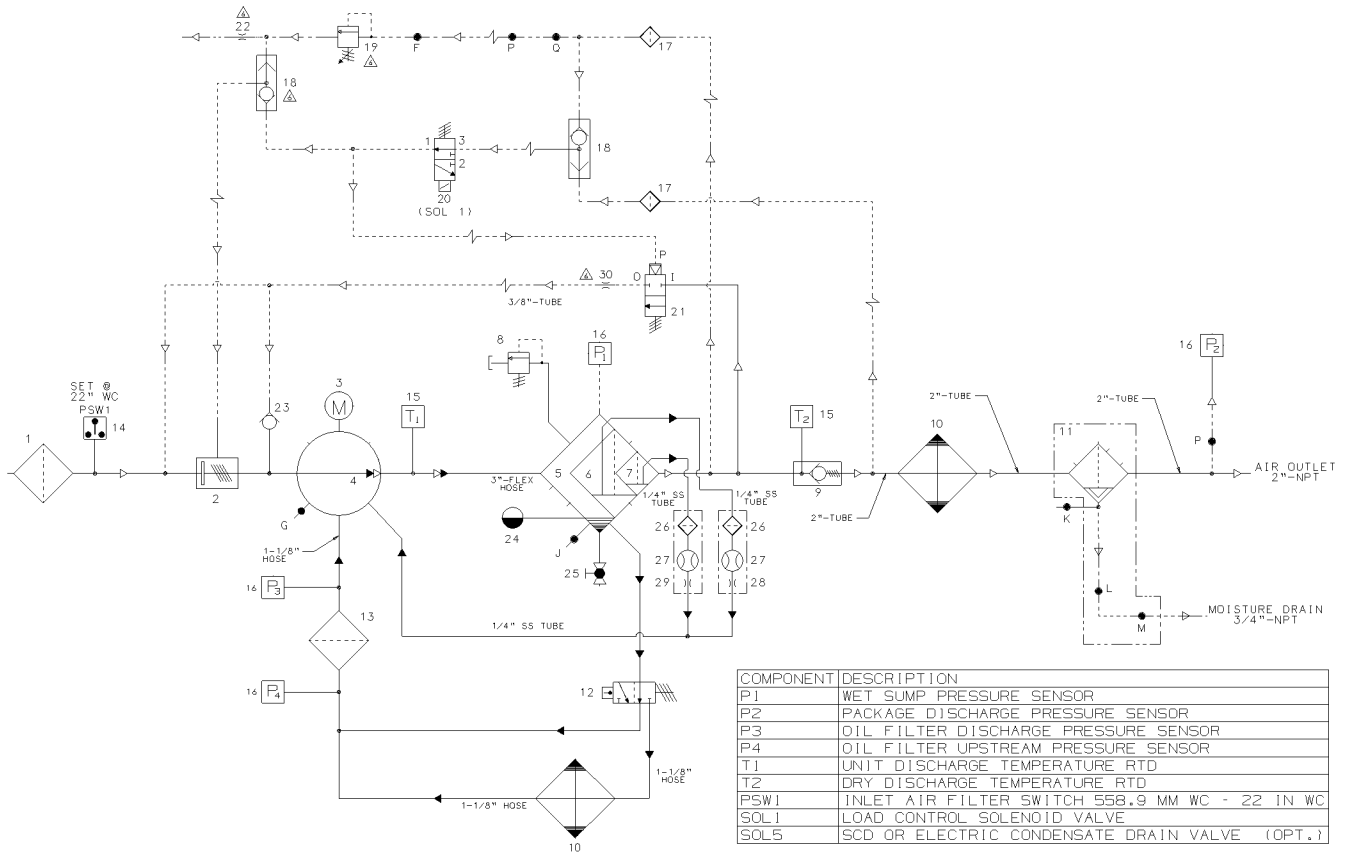 6
22
19
6
F
P
Q
17
18
6
1
3
2
18
20
(SOL 1)
17
P
6
30
O
I
3/8"-TUBE
21
8
16
P1
SET @
22" WC
PSW1
14
3
M
15
T1
23
1
2
4
5
6
7
3"-FLEX
HOSE
1/4" SS
TUBE
1/4" SS
TUBE
T2
15
9
2"-TUBE
10
2"-TUBE
2"-TUBE
11
16
P2
P
AIR OUTLET
2"-NPT
G
24
J
25
26
27
29
26
27
28
K
L
M
MOISTURE DRAIN
3/4"-NPT
1-1/8"
HOSE
16
P3
13
1/4" SS TUBE
16
P4
12
1-1/8"
HOSE
1-1/8" HOSE
10
COMPONENT DESCRIPTION
P1 WET SUMP PRESSURE SENSOR
P2 PACKAGE DISCHARGE PRESSURE SENSOR
P3 OIL FILTER DISCHARGE PRESSURE SENSOR
P4 OIL FILTER UPSTREAM PRESSURE SENSOR
T1 UNIT DISCHARGE TEMPERATURE RTD
T2 DRY DISCHARGE TEMPERATURE RTD
PSW1 INLET AIR FILTER SWITCH 558.9 MM WC - 22 IN WC
SOL1 LOAD CONTROL SOLENOID VALVE
SOL5 SCD OR ELECTRIC CONDENSATE DRAIN VALVE (OPT.)